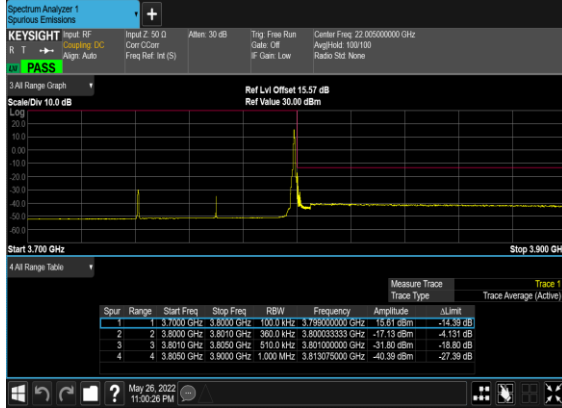 Spectrum Analyzer 1
Spurious Emissions
+
KEYSIGHT Input: RF Input Z: 50 Ω Atten: 30 dB Trig: Free Run Center Freq: 22.005000000 GHz
R T Coupling: DC Corr CCorr Gate: Off Avg|Hold: 100/100
Align: Auto Freq Ref: Int (S) IF Gain: Low Radio Std: None
PASS
3 All Range Graph
Ref Lvl Offset 15.57 dB
Scale/Div 10.0 dB Ref Value 30.00 dBm
Log
20.0
10.0
0.00
-10.0
-20.0
-30.0
-40.0
-50.0
-60.0
Start 3.700 GHz Stop 3.900 GH
4 All Range Table
Measure Trace Trace 1
Trace Type Trace Average (Active)
Spur Range Start Freq Stop Freq RBW Frequency Amplitude ΔLimit
1 1 3.7000 GHz 3.8000 GHz 100.0 kHz 3.799000000 GHz 15.61 dBm -14.39 dB
2 2 3.8000 GHz 3.8010 GHz 360.0 kHz 3.800033333 GHz -17.13 dBm -4.131 dB
3 3 3.8010 GHz 3.8050 GHz 510.0 kHz 3.801000000 GHz -31.80 dBm -18.80 dB
4 4 3.8050 GHz 3.9000 GHz 1.000 MHz 3.813075000 GHz -40.39 dBm -27.39 dB
? May 26, 2022
11:00:26 PM